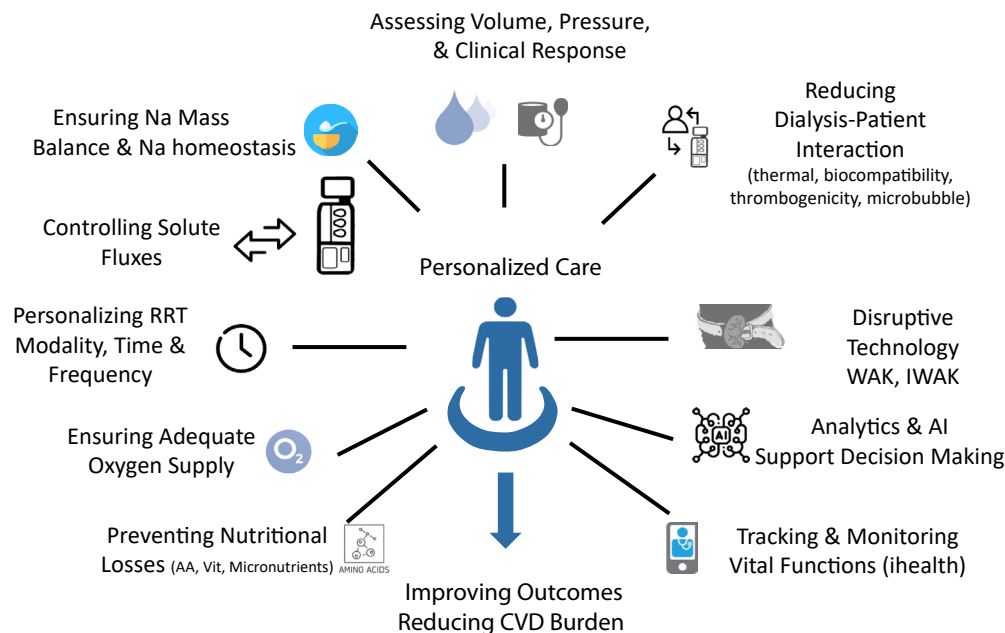 Assessing Volume, Pressure,
& Clinical Response
Ensuring Na Mass
Balance & Na homeostasis
Reducing
Dialysis-Patient
Interaction
(thermal, biocompatibility,
thrombogenicity, microbubble)
Controlling Solute
Fluxes
Personalized Care
Personalizing RRT
Modality, Time &
Frequency
Disruptive
Technology
WAK, IWAK
Ensuring Adequate
Oxygen Supply
O2
AI
Analytics & AI
Support Decision Making
Preventing Nutritional
Losses (AA, Vit, Micronutrients)
AMINO ACIDS
Tracking & Monitoring
Vital Functions (ihealth)
Improving Outcomes
Reducing CVD Burden